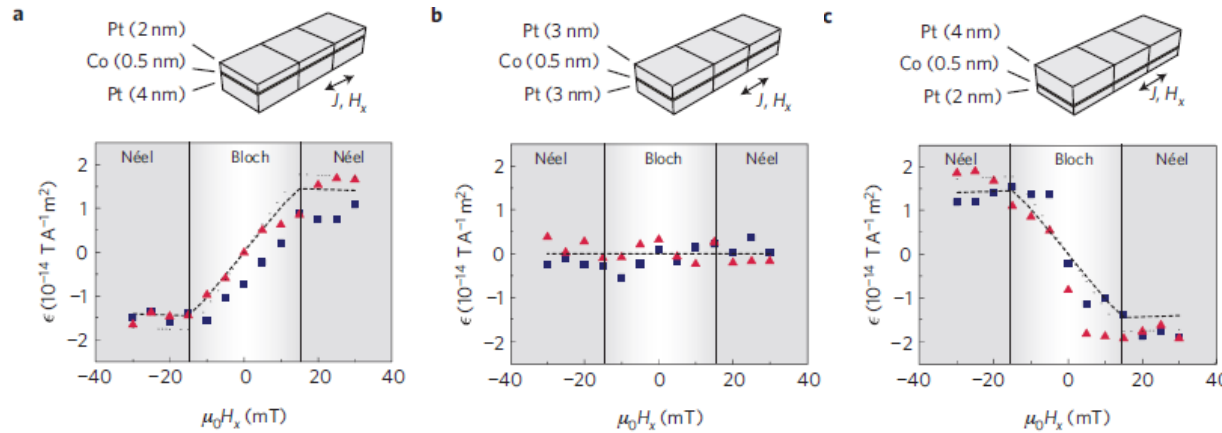 a
Pt (2 nm)
Co (0.5 nm)
Pt (4 nm)
J, Hx
Néel Bloch Néel
2
1
0
−1
−2
ϵ (10−14 T A−1 m2)
−40 −20 0 20 40
μ0Hx (mT)
b
Pt (3 nm)
Co (0.5 nm)
Pt (3 nm)
J, Hx
Néel Bloch Néel
2
1
0
−1
−2
ϵ (10−14 T A−1 m2)
−40 −20 0 20 40
μ0Hx (mT)
c
Pt (4 nm)
Co (0.5 nm)
Pt (2 nm)
J, Hx
Néel Bloch Néel
2
1
0
−1
−2
ϵ (10−14 T A−1 m2)
−40 −20 0 20 40
μ0Hx (mT)